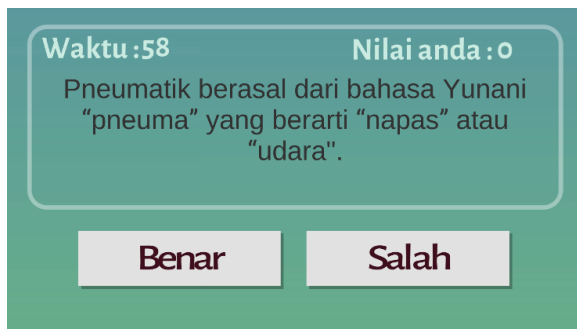 Waktu :58 Nilai anda : 0
Pneumatik berasal dari bahasa Yunani
“pneuma” yang berarti “napas” atau
“udara".
Benar Salah